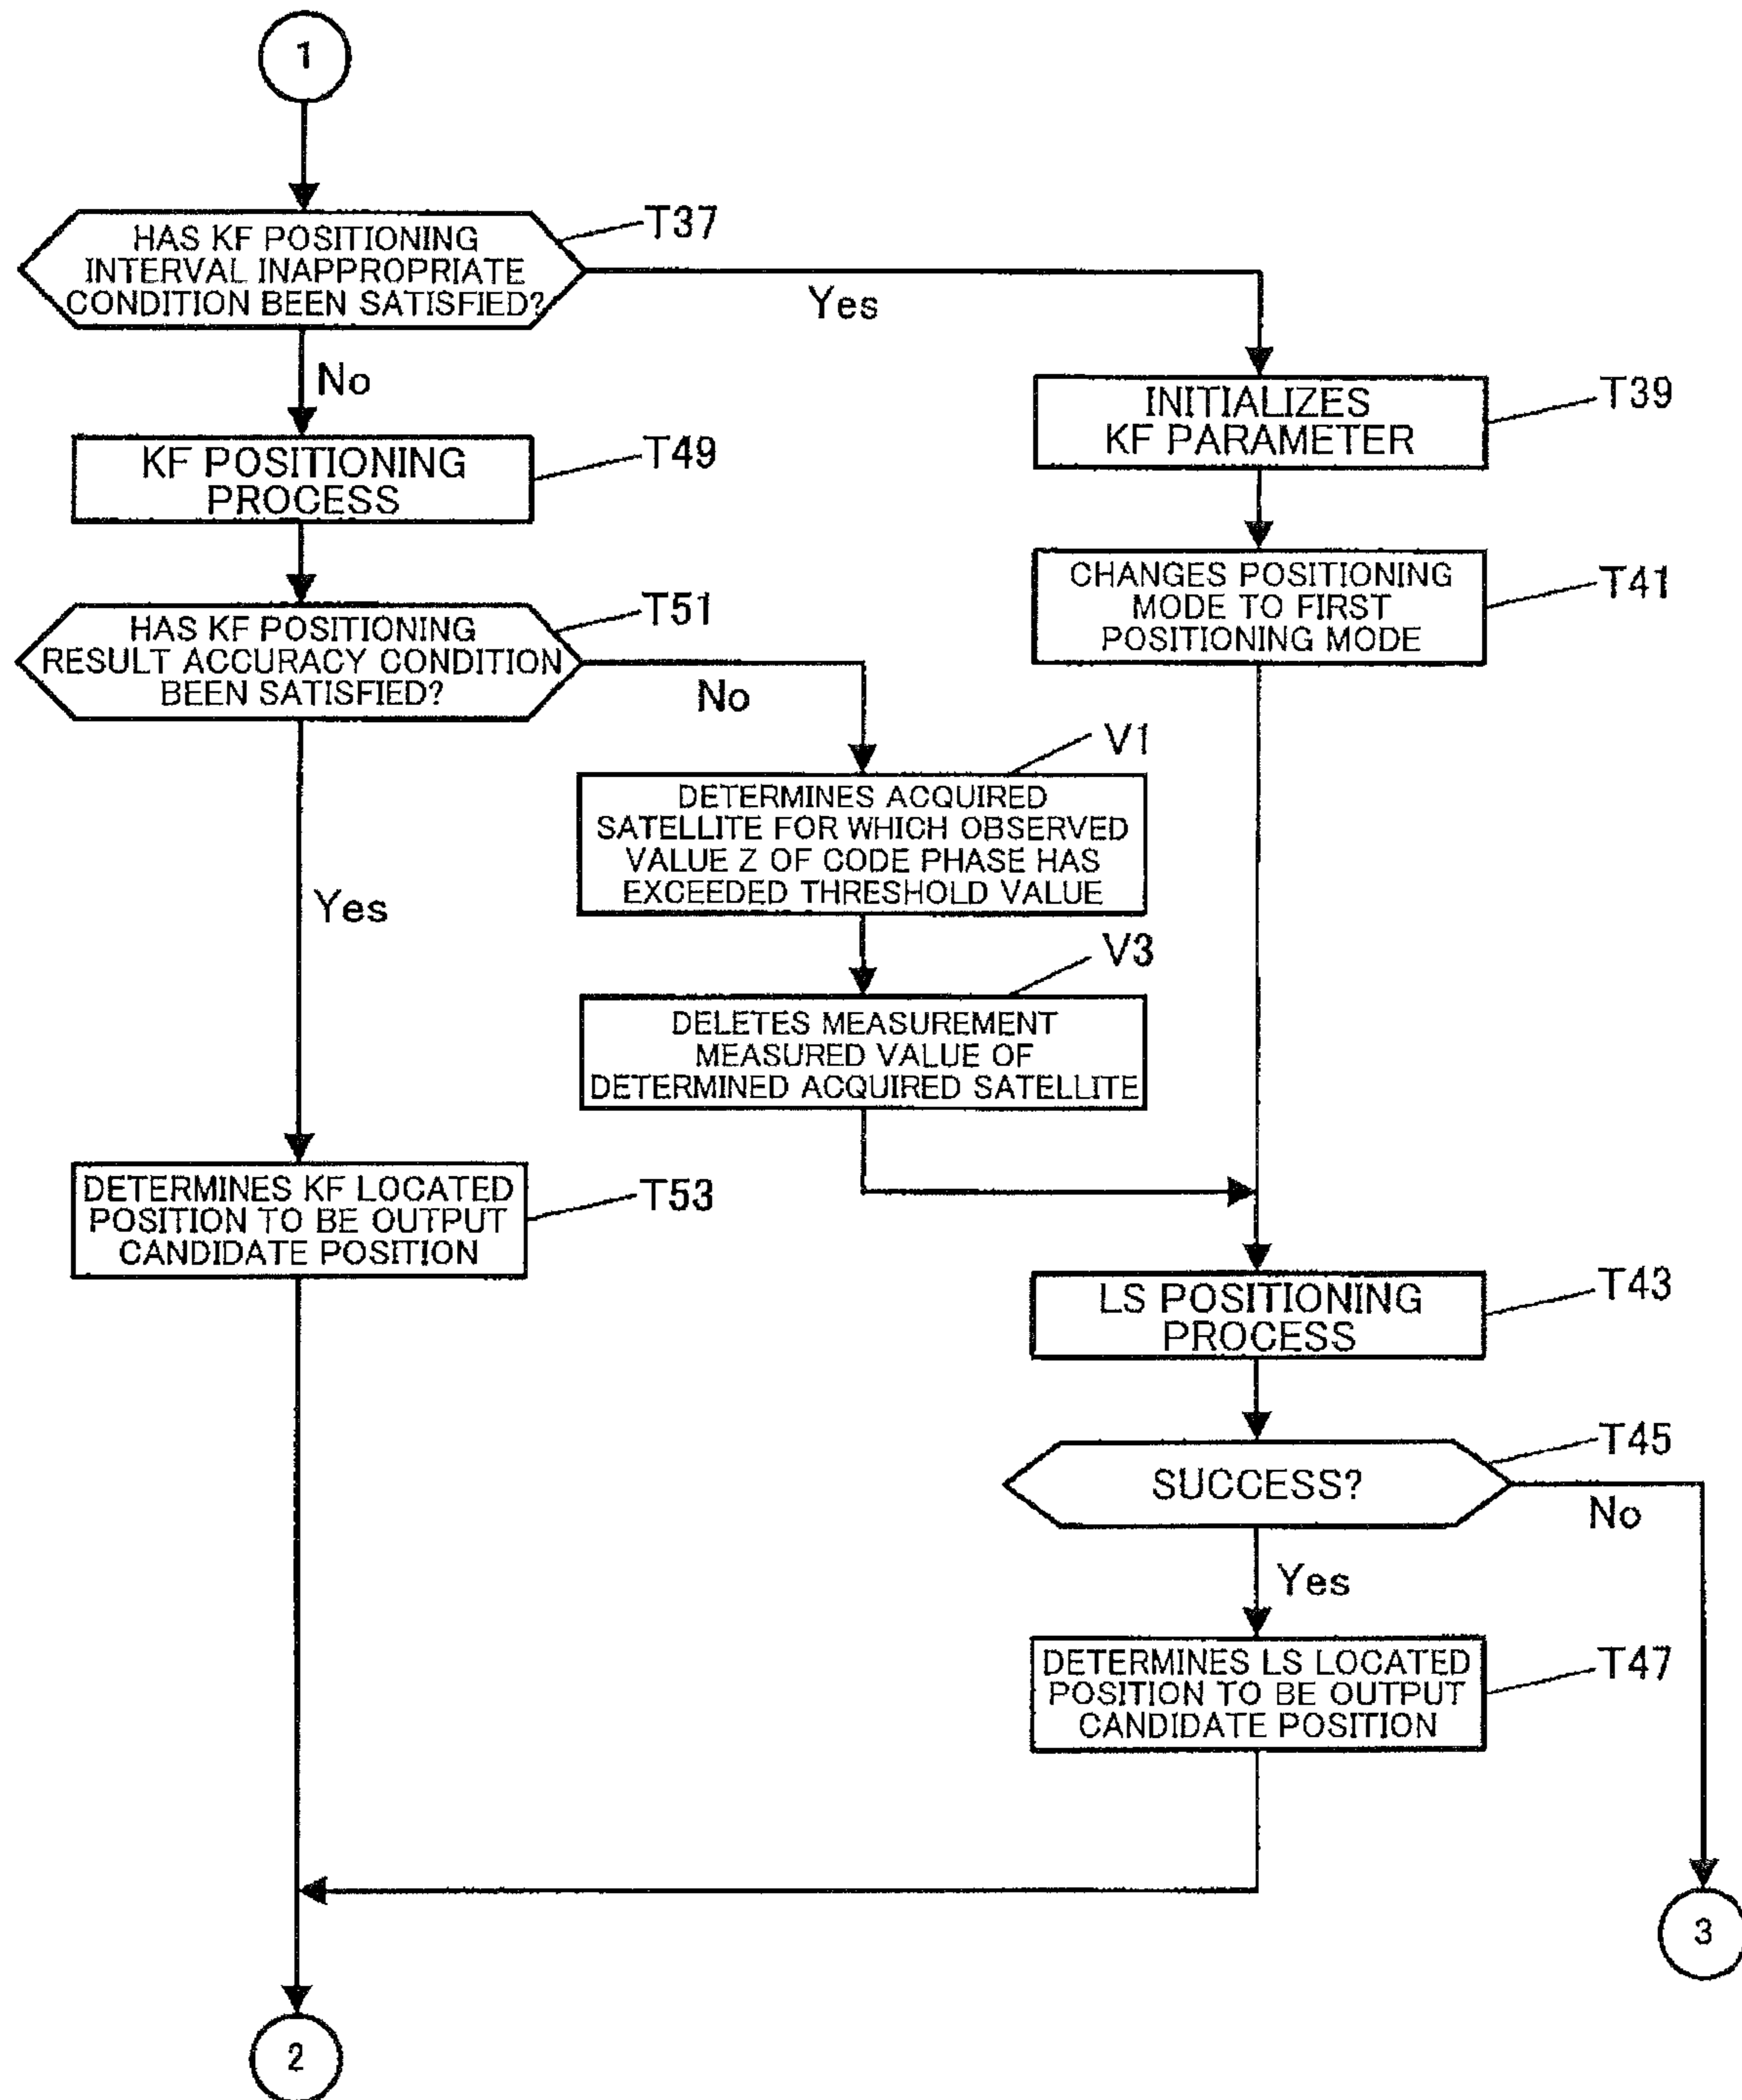 1
HAS KF POSITIONING
INTERVAL INAPPROPRIATE
CONDITION BEEN SATISFIED?
T37
Yes
No
INITIALIZES
KF PARAMETER
T39
KF POSITIONING
PROCESS
T49
CHANGES POSITIONING
MODE TO FIRST
POSITIONING MODE
T41
HAS KF POSITIONING
RESULT ACCURACY CONDITION
BEEN SATISFIED?
T51
No
Yes
V1
DETERMINES ACQUIRED
SATELLITE FOR WHICH OBSERVED
VALUE Z OF CODE PHASE HAS
EXCEEDED THRESHOLD VALUE
V3
DELETES MEASUREMENT
MEASURED VALUE OF
DETERMINED ACQUIRED SATELLITE
DETERMINES KF LOCATED
POSITION TO BE OUTPUT
CANDIDATE POSITION
T53
LS POSITIONING
PROCESS
T43
SUCCESS?
T45
No
Yes
DETERMINES LS LOCATED
POSITION TO BE OUTPUT
CANDIDATE POSITION
T47
3
2